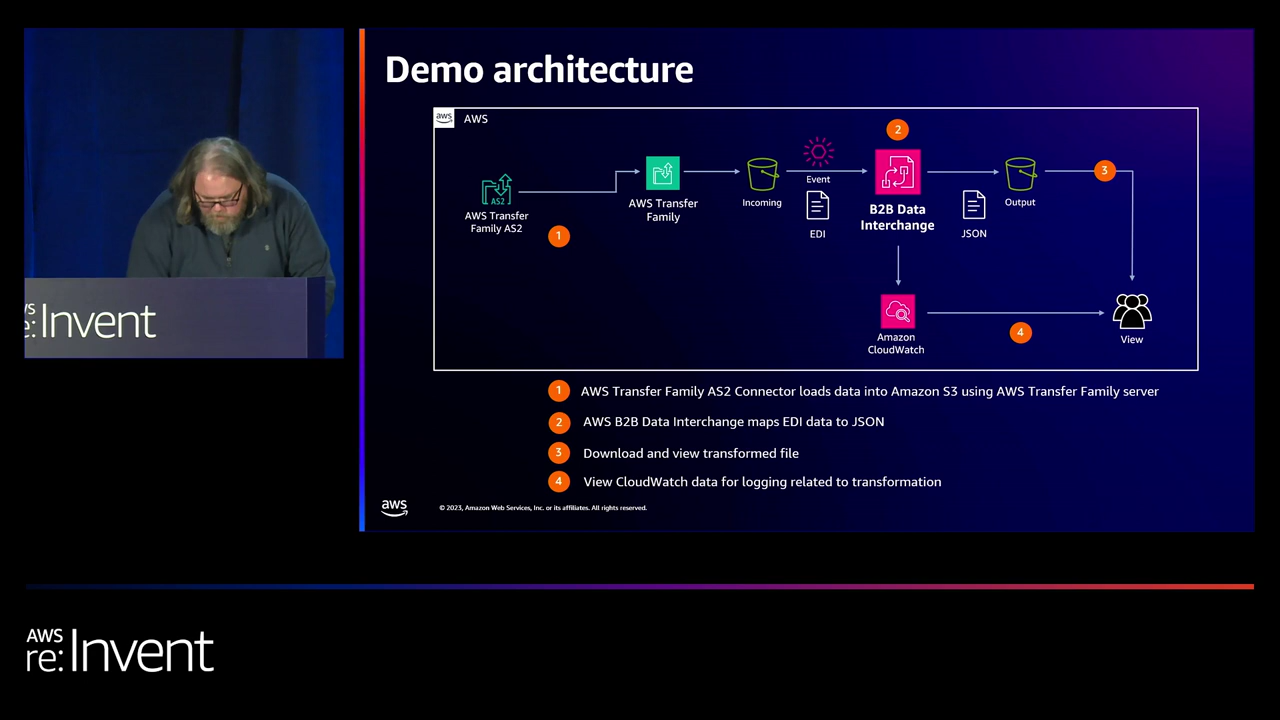 Demo architecture
aws
AWS
2
Event
3
AS2
AWS Transfer
Family AS2
1
AWS Transfer
Family
Incoming
EDI
B2B Data
Interchange
JSON
Output
Amazon
CloudWatch
4
View
1 AWS Transfer Family AS2 Connector loads data into Amazon S3 using AWS Transfer Family server
2 AWS B2B Data Interchange maps EDI data to JSON
3 Download and view transformed file
4 View CloudWatch data for logging related to transformation
aws
© 2023, Amazon Web Services, Inc. or its affiliates. All rights reserved.
re:Invent
AWS
re:Invent